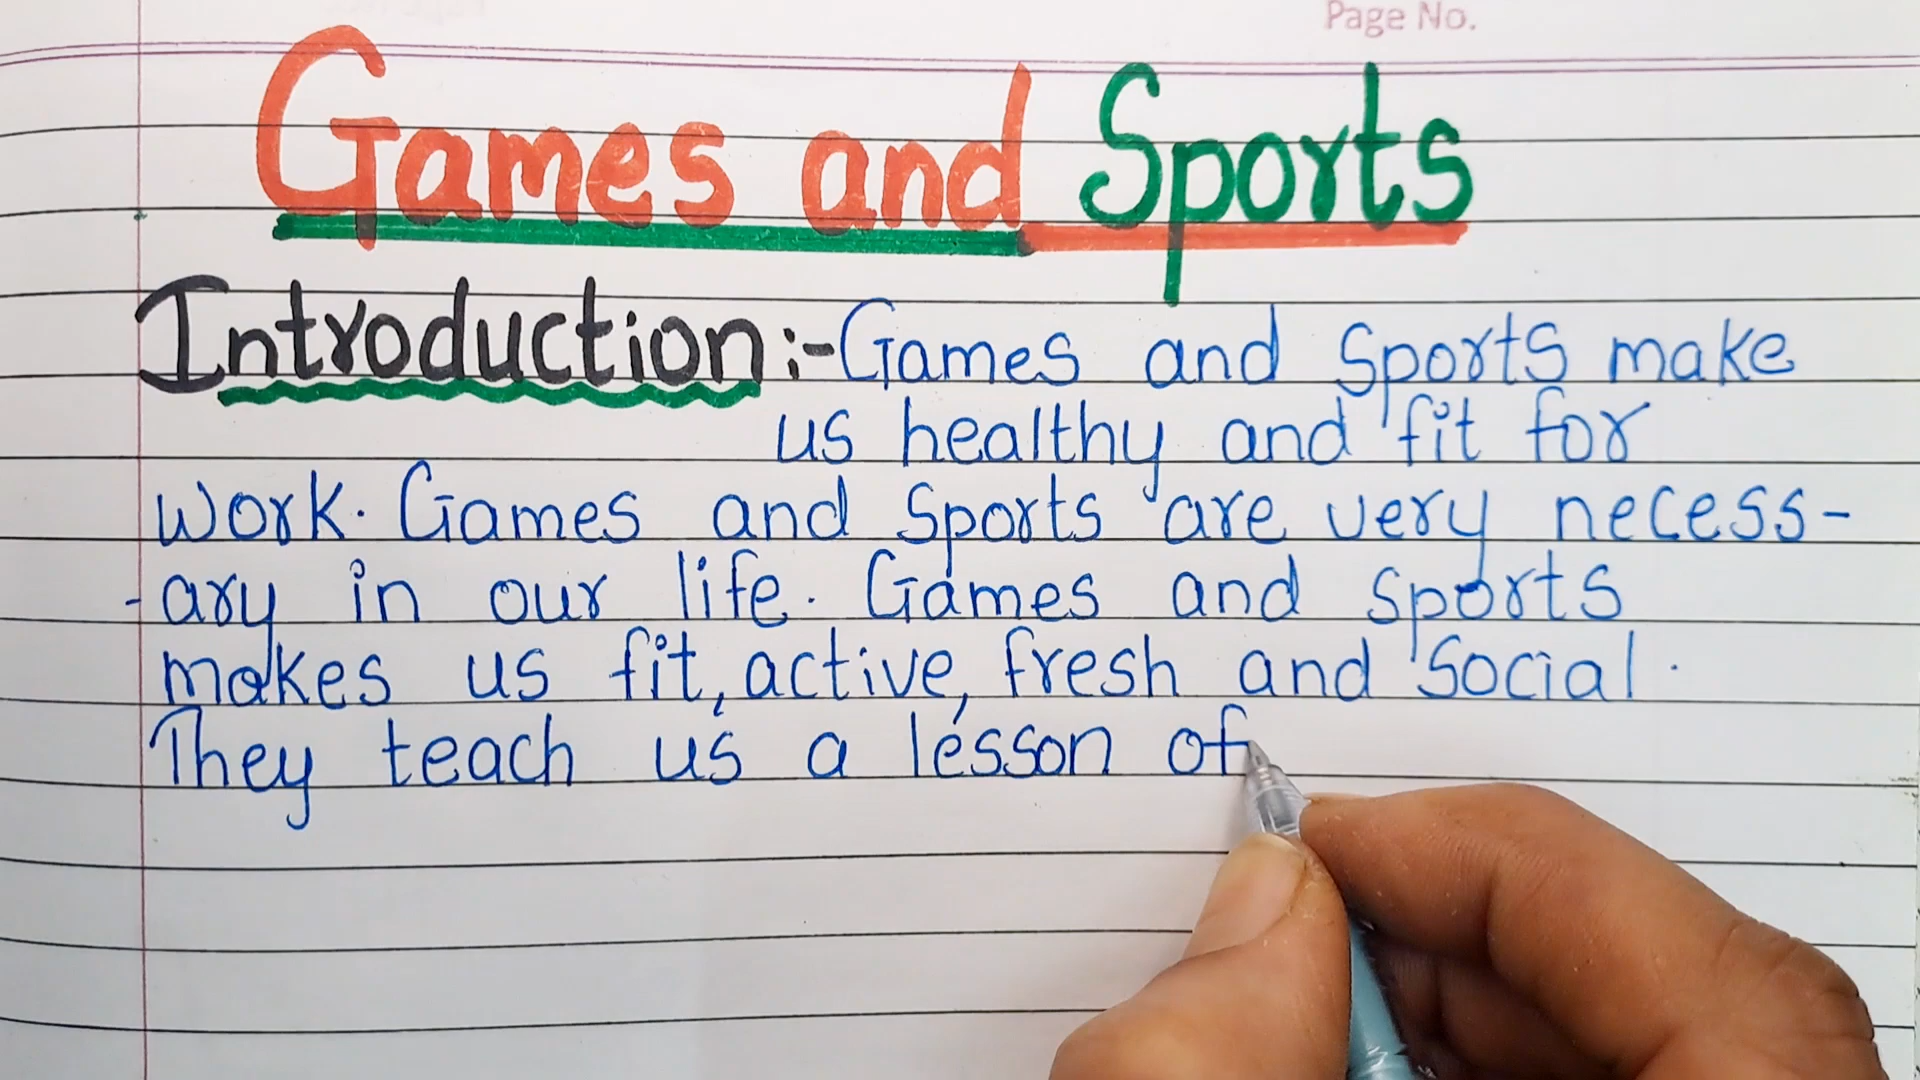 Page No.
Games and Sports
Introduction:- Games and Sports make
us healthy and fit for
work. Games and Sports are very necess-
-ary in our life. Games and Sports
makes us fit, active, fresh and Social.
They teach us a lesson of